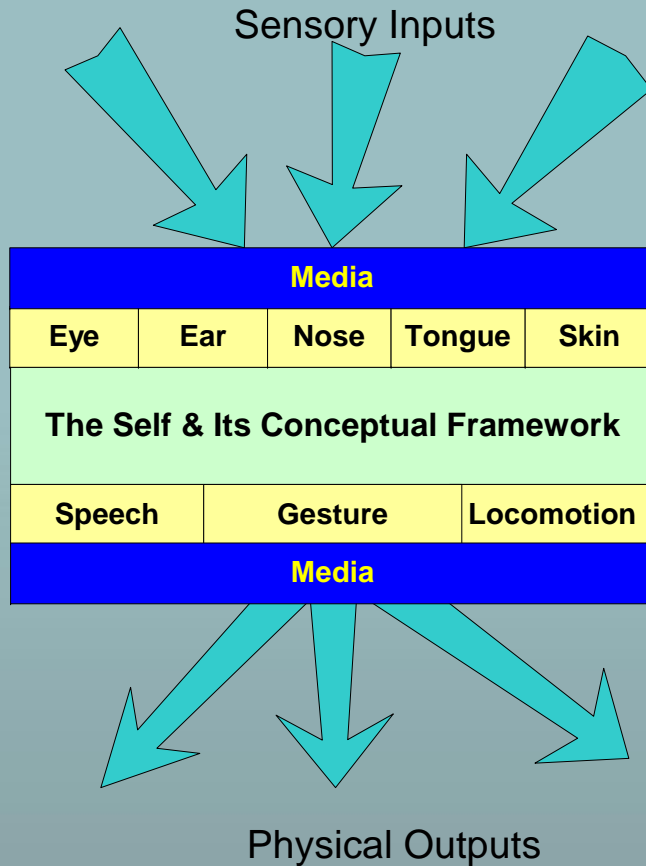 Sensory Inputs
Media
Eye Ear Nose Tongue Skin
The Self & Its Conceptual Framework
Speech Gesture Locomotion
Media
Physical Outputs